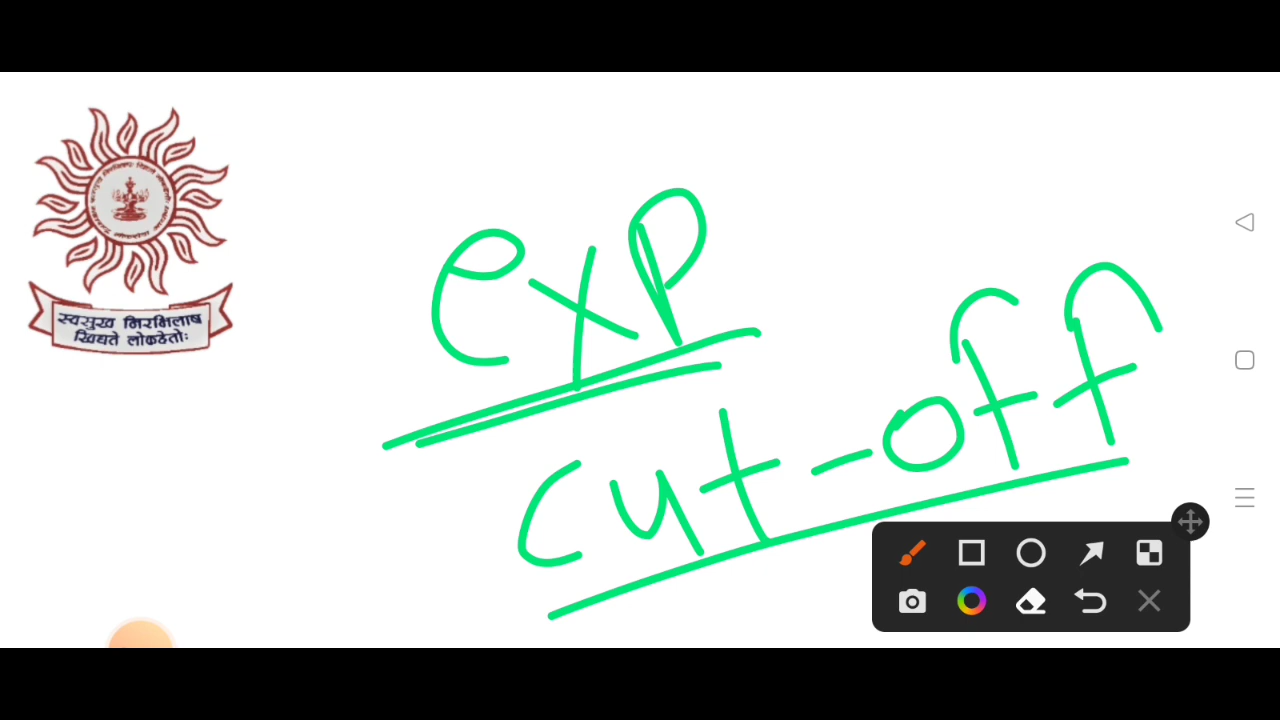 स्वसुख निरभिलाष
खिद्यते लोकहेतोः
exp
cut-off